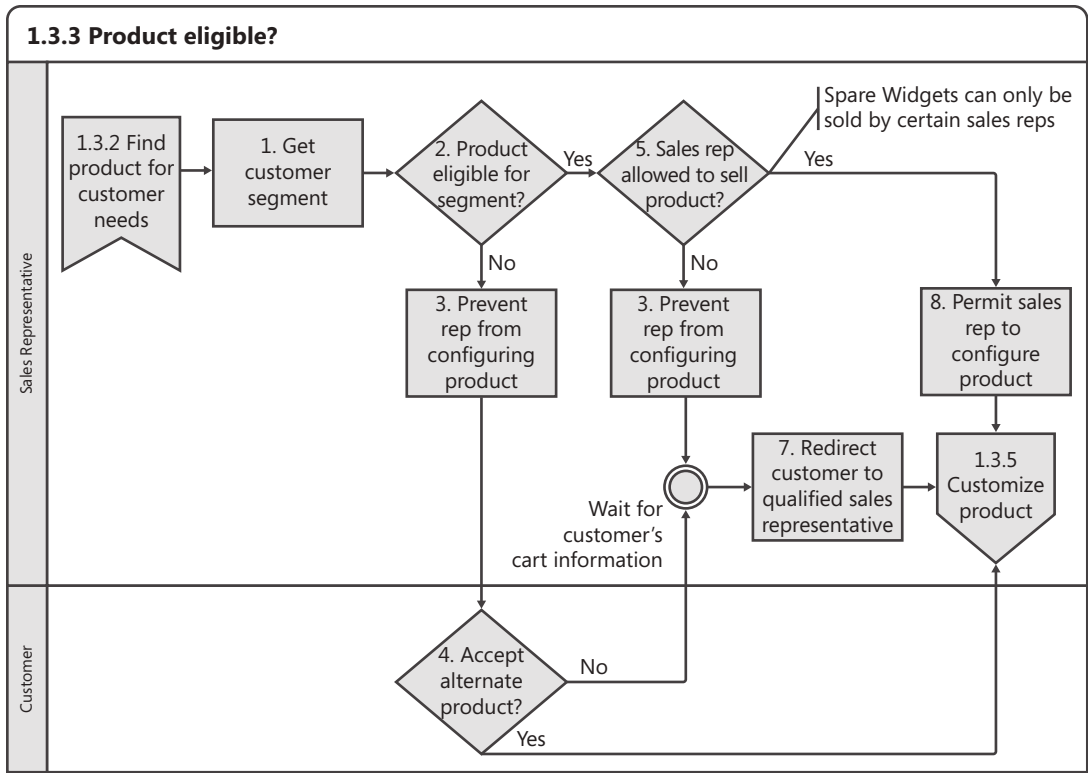 1.3.3 Product eligible?
Sales Representative
1.3.2 Find
product for
customer
needs
1. Get
customer
segment
2. Product
eligible for
segment?
Yes
No
5. Sales rep
allowed to sell
product?
Yes
No
Spare Widgets can only be
sold by certain sales reps
3. Prevent
rep from
configuring
product
3. Prevent
rep from
configuring
product
8. Permit sales
rep to
configure
product
Wait for
customer’s
cart information
7. Redirect
customer to
qualified sales
representative
1.3.5
Customize
product
Customer
4. Accept
alternate
product?
No
Yes